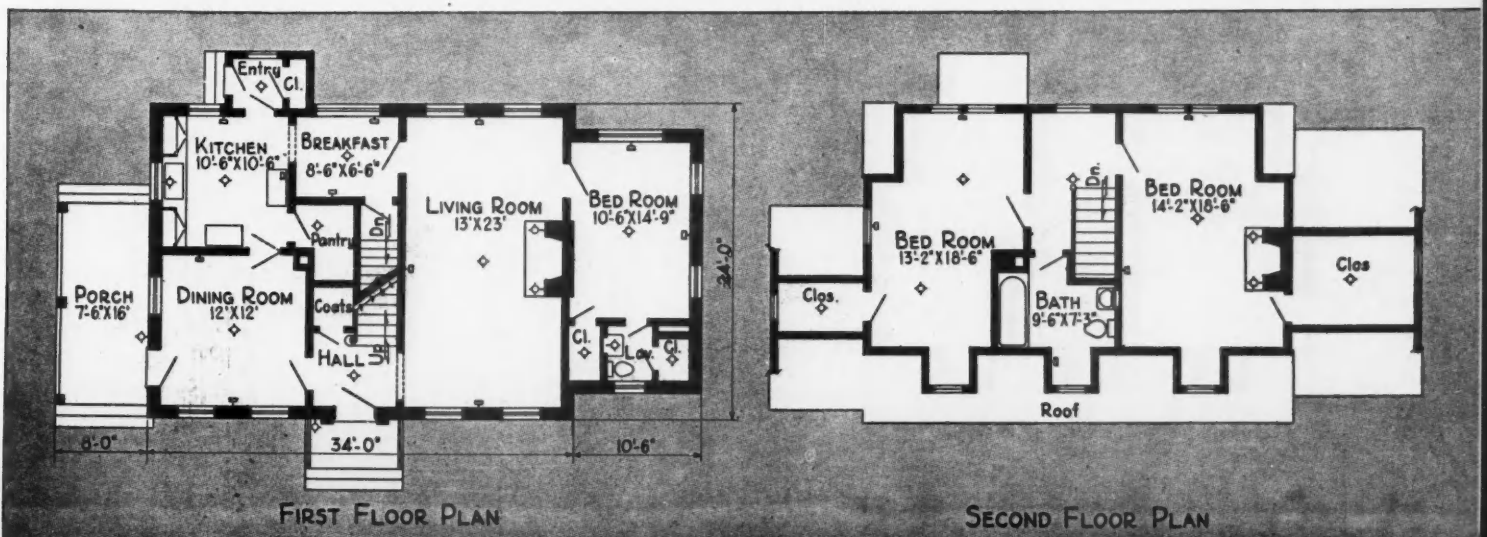 Entry
Cl.
KITCHEN
10'-6"X10'-6"
BREAKFAST
8'-6"X6'-6"
Pantry
Dn.
LIVING ROOM
13'X23'
BED ROOM
10'-6"X14'-9"
24'-0"
PORCH
7'-6"X16'
DINING ROOM
12'X12'
Coats
HALL
Up
Cl.
Lav.
Cl.
8'-0"
34'-0"
10'-6"
FIRST FLOOR PLAN
Dn.
BED ROOM
14'-2"X18'-6"
BED ROOM
13'-2"X18'-6"
Clos.
BATH
9'-6"X7'-3"
Clos
Roof
SECOND FLOOR PLAN